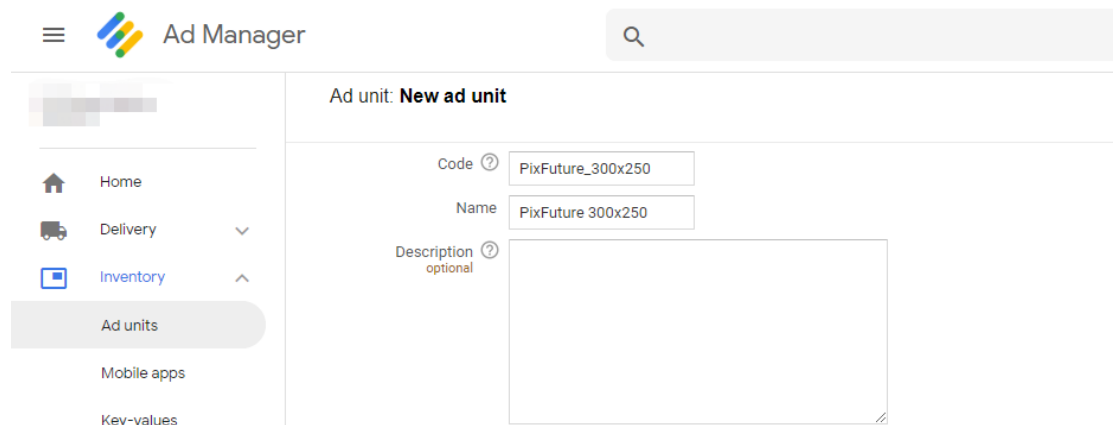 Ad Manager
Ad unit: New ad unit
Code
PixFuture_300x250
Name
PixFuture 300x250
Description
optional
Home
Delivery
Inventory
Ad units
Mobile apps
Key-values